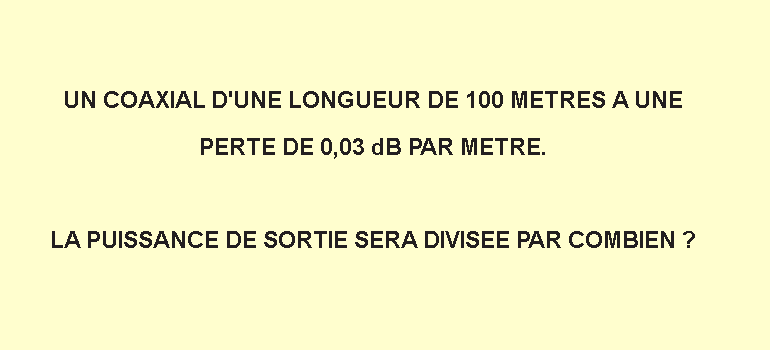 UN COAXIAL D'UNE LONGUEUR DE 100 METRES A UNE
PERTE DE 0,03 dB PAR METRE.
LA PUISSANCE DE SORTIE SERA DIVISEE PAR COMBIEN ?